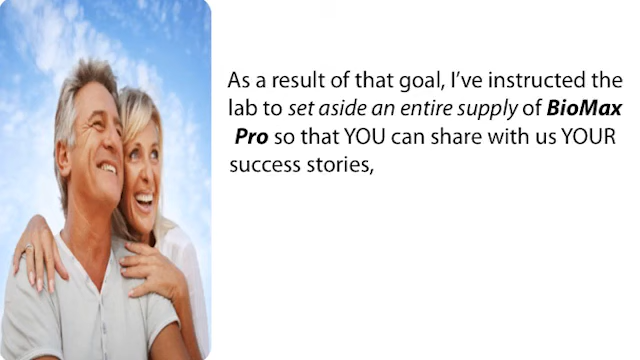 As a result of that goal, I've instructed the
lab to set aside an entire supply of BioMax
Pro so that YOU can share with us YOUR
success stories,